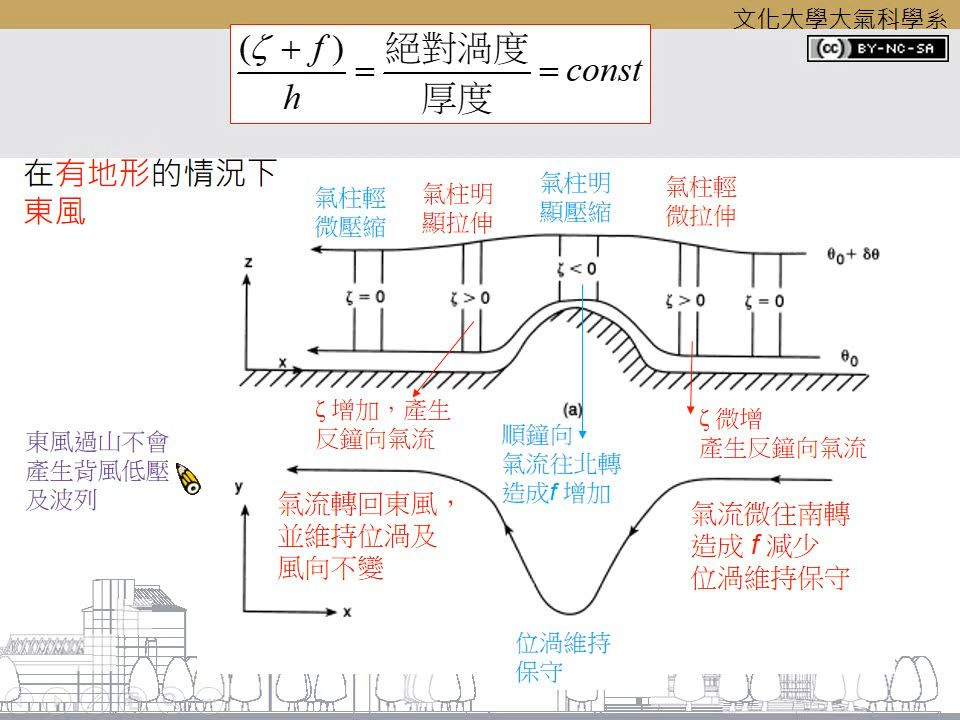 文化大學大氣科學系
(cc) BY-NC-SA
(ζ + f) / h = 絕對渦度 / 厚度 = const
在有地形的情況下
東風
氣柱輕
微壓縮
氣柱明
顯拉伸
氣柱明
顯壓縮
氣柱輕
微拉伸
z
θ₀ + δθ
ζ = 0
ζ > 0
ζ < 0
ζ > 0
ζ = 0
x
θ₀
(a)
ζ 增加，產生
反鐘向氣流
順鐘向
氣流往北轉
造成f 增加
ζ 微增
產生反鐘向氣流
東風過山不會
產生背風低壓
及波列
y
氣流轉回東風，
並維持位渦及
風向不變
氣流微往南轉
造成 f 減少
位渦維持保守
x
位渦維持
保守